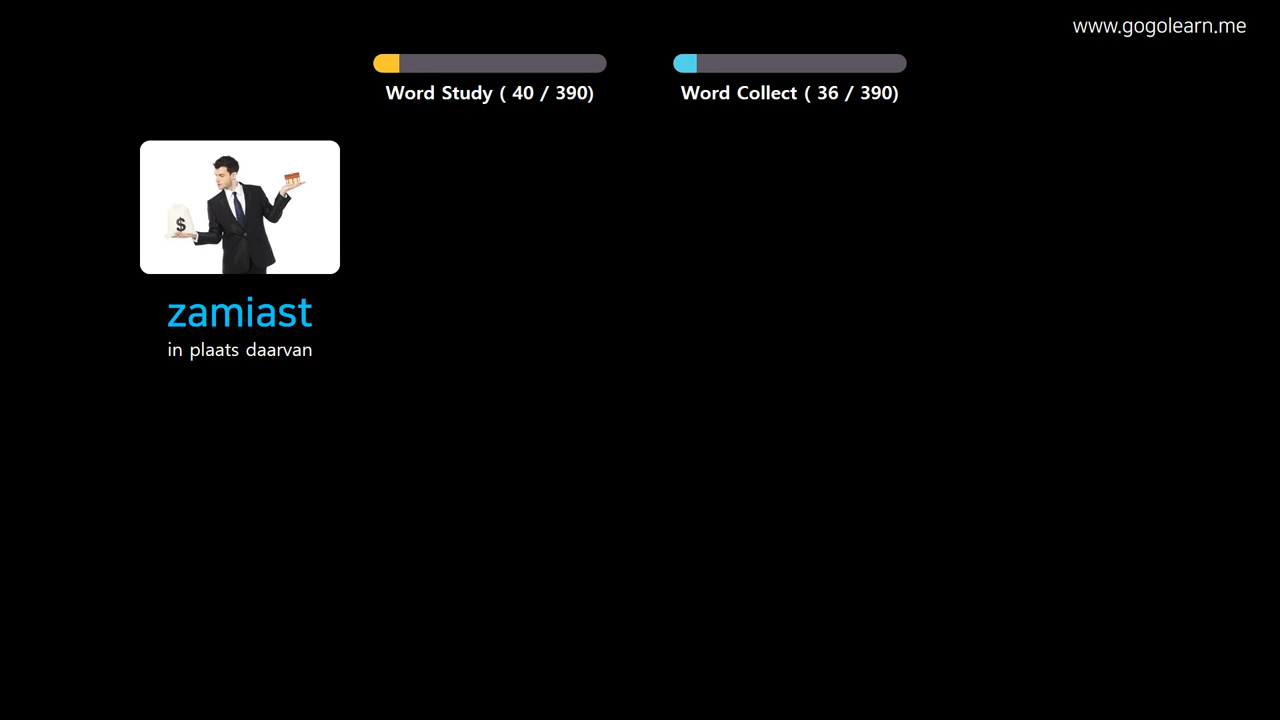 www.gogolearn.me
Word Study ( 40 / 390)
Word Collect ( 36 / 390)
$
zamiast
in plaats daarvan